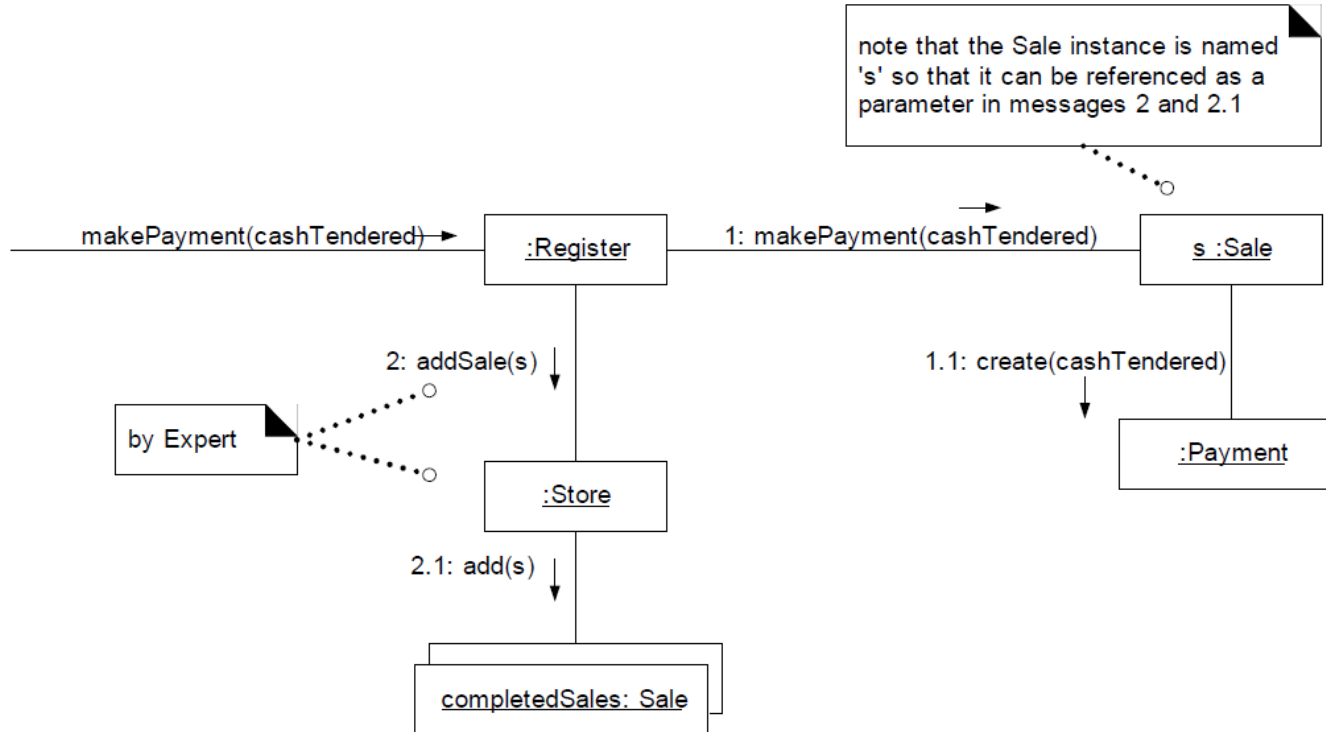 note that the Sale instance is named
's' so that it can be referenced as a
parameter in messages 2 and 2.1
makePayment(cashTendered)
:Register
1: makePayment(cashTendered)
s :Sale
2: addSale(s)
1.1: create(cashTendered)
by Expert
:Payment
:Store
2.1: add(s)
completedSales: Sale